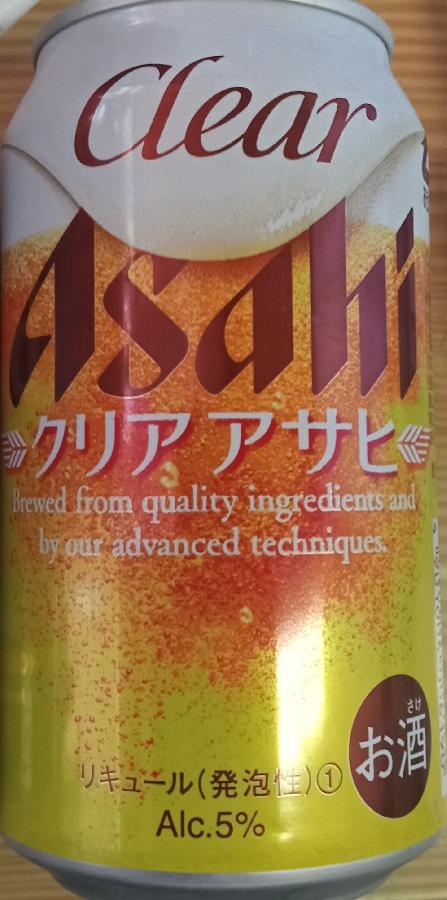 Clear
Asahi
クリア アサヒ
Brewed from quality ingredients and
by our advanced techniques.
さけ
お酒
リキュール(発泡性)①
Alc.5%